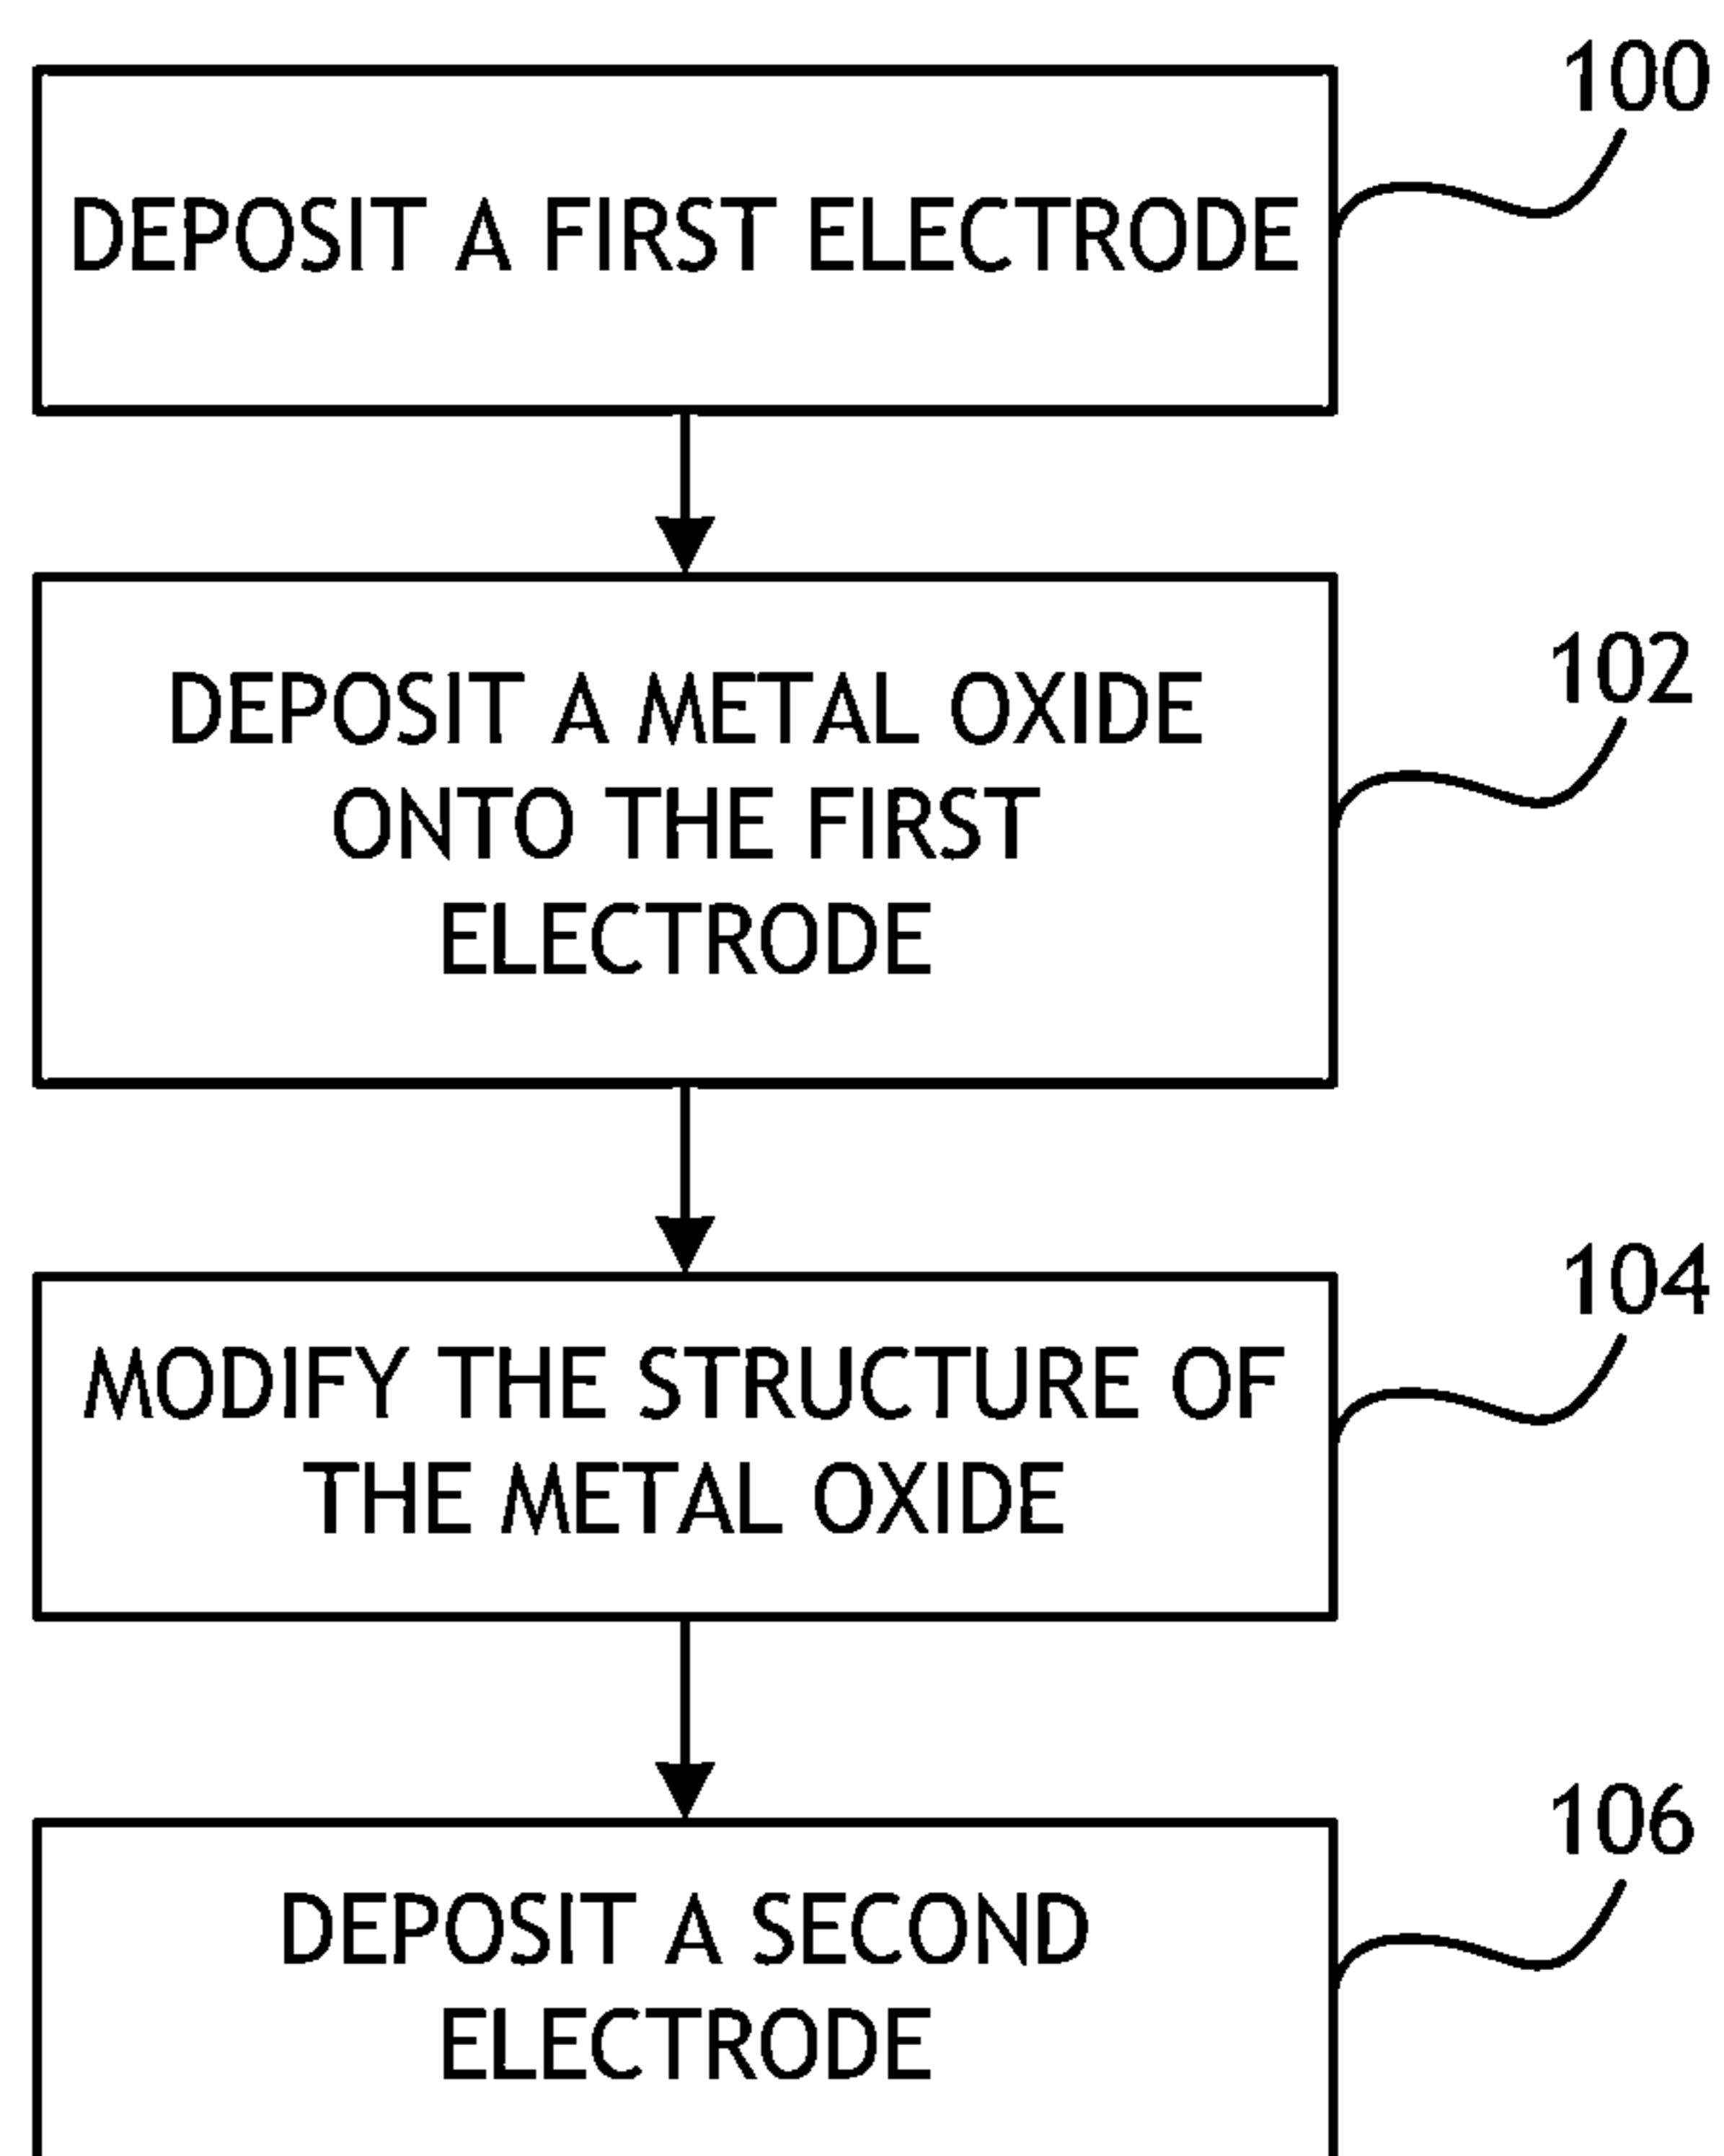 100
DEPOSIT A FIRST ELECTRODE
102
DEPOSIT A METAL OXIDE
ONTO THE FIRST
ELECTRODE
104
MODIFY THE STRUCTURE OF
THE METAL OXIDE
106
DEPOSIT A SECOND
ELECTRODE